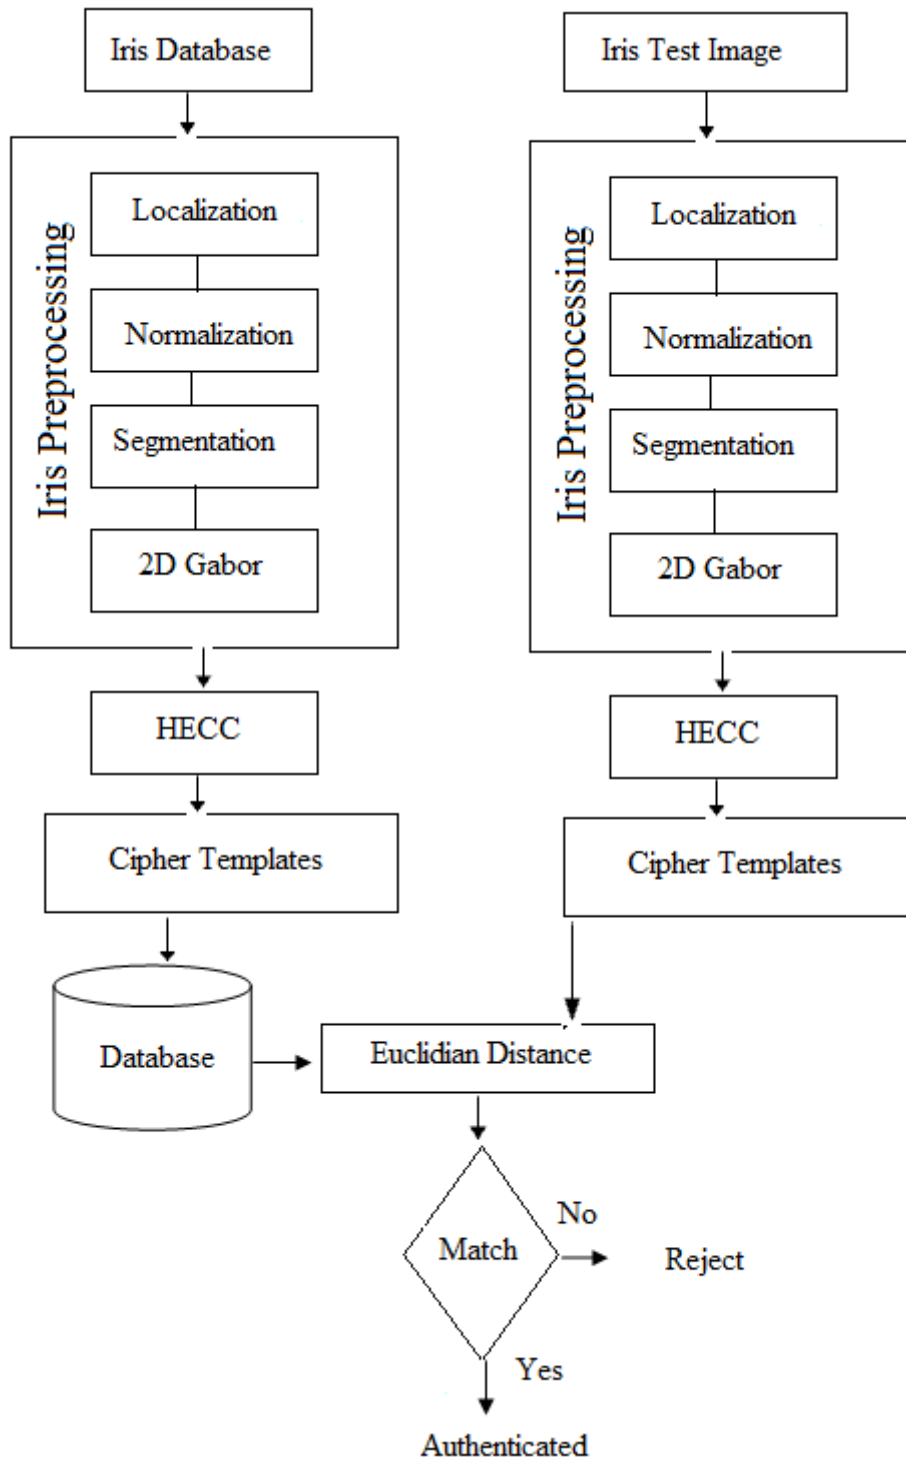 Iris Database
Iris Preprocessing
Localization
Normalization
Segmentation
2D Gabor
HECC
Cipher Templates
Database
Iris Test Image
Iris Preprocessing
Localization
Normalization
Segmentation
2D Gabor
HECC
Cipher Templates
Euclidian Distance
Match
No
Reject
Yes
Authenticated